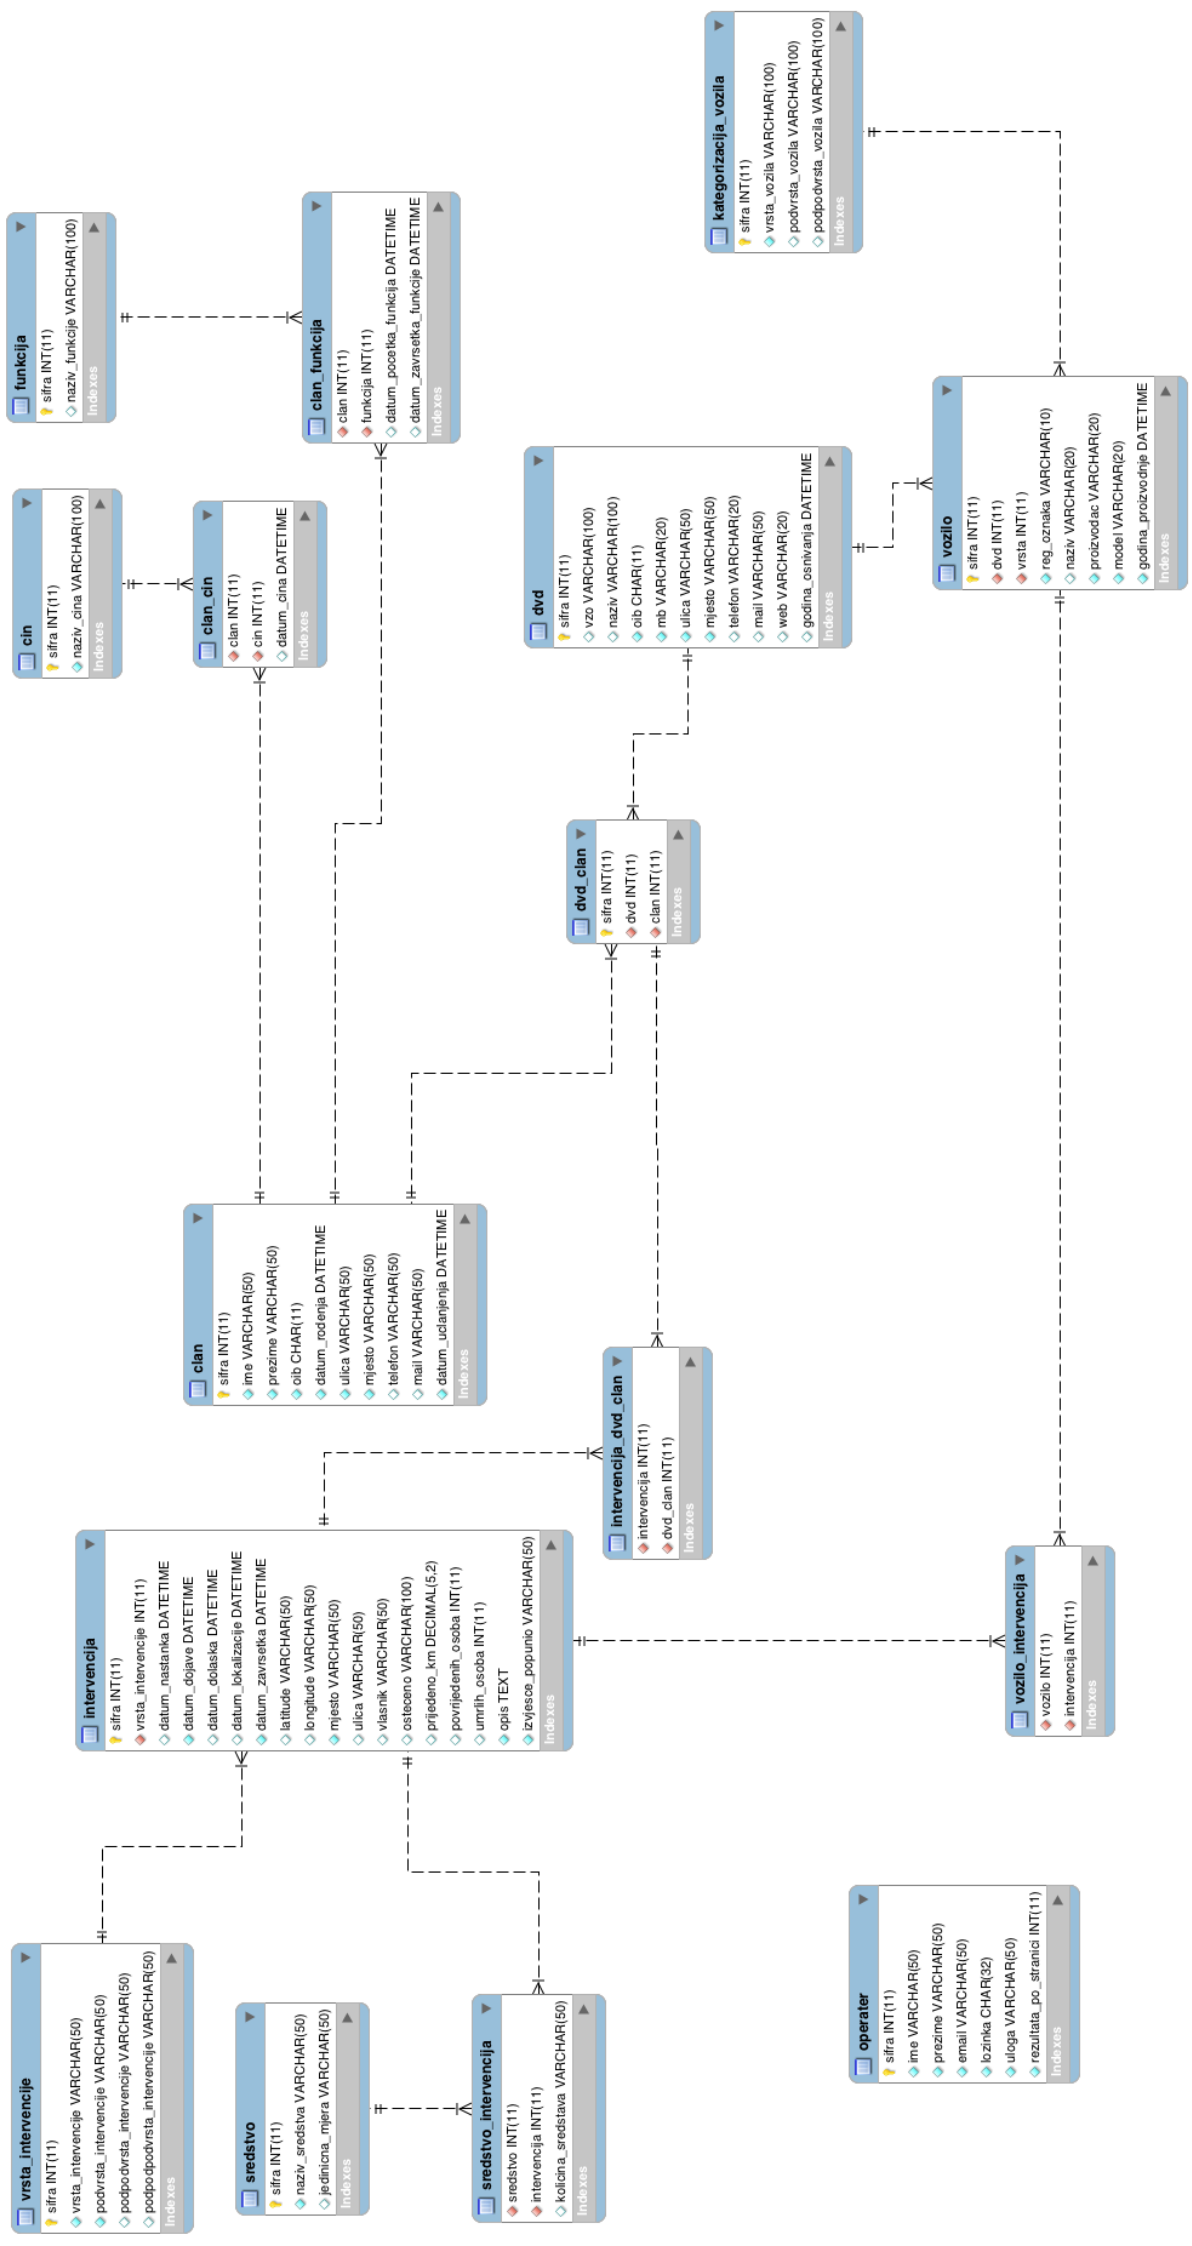 vrsta_intervencije
sifra INT(11)
vrsta_intervencije VARCHAR(50)
podvrsta_intervencije VARCHAR(50)
podpodvrsta_intervencije VARCHAR(50)
podpodpodvrsta_intervencije VARCHAR(50)
Indexes
cin
sifra INT(11)
naziv_cina VARCHAR(100)
Indexes
funkcija
sifra INT(11)
naziv_funkcije VARCHAR(100)
Indexes
intervencija
sifra INT(11)
vrsta_intervencije INT(11)
datum_nastanka DATETIME
datum_dojave DATETIME
datum_dolaska DATETIME
datum_lokalizacije DATETIME
datum_zavrsetka DATETIME
latitude VARCHAR(50)
longitude VARCHAR(50)
mjesto VARCHAR(50)
ulica VARCHAR(50)
vlasnik VARCHAR(50)
osteceno VARCHAR(100)
prijedeno_km DECIMAL(5,2)
povrijedenih_osoba INT(11)
umrlih_osoba INT(11)
opis TEXT
izvjesce_popunio VARCHAR(50)
Indexes
clan
sifra INT(11)
ime VARCHAR(50)
prezime VARCHAR(50)
oib CHAR(11)
datum_rodenja DATETIME
ulica VARCHAR(50)
mjesto VARCHAR(50)
telefon VARCHAR(50)
mail VARCHAR(50)
datum_uclanjenja DATETIME
Indexes
clan_cin
clan INT(11)
cin INT(11)
datum_cina DATETIME
Indexes
clan_funkcija
clan INT(11)
funkcija INT(11)
datum_pocetka_funkcija DATETIME
datum_zavrsetka_funkcije DATETIME
Indexes
sredstvo
sifra INT(11)
naziv_sredstva VARCHAR(50)
jedinicna_mjera VARCHAR(50)
Indexes
sredstvo_intervencija
sredstvo INT(11)
intervencija INT(11)
kolicina_sredstava VARCHAR(50)
Indexes
intervencija_dvd_clan
intervencija INT(11)
dvd_clan INT(11)
Indexes
dvd_clan
sifra INT(11)
dvd INT(11)
clan INT(11)
Indexes
dvd
sifra INT(11)
vzo VARCHAR(100)
naziv VARCHAR(100)
oib CHAR(11)
mb VARCHAR(20)
ulica VARCHAR(50)
mjesto VARCHAR(50)
telefon VARCHAR(20)
mail VARCHAR(50)
web VARCHAR(20)
godina_osnivanja DATETIME
Indexes
kategorizacija_vozila
sifra INT(11)
vrsta_vozila VARCHAR(100)
podvrsta_vozila VARCHAR(100)
podpodvrsta_vozila VARCHAR(100)
Indexes
operater
sifra INT(11)
ime VARCHAR(50)
prezime VARCHAR(50)
email VARCHAR(50)
lozinka CHAR(32)
uloga VARCHAR(50)
rezultata_po_stranici INT(11)
Indexes
vozilo_intervencija
vozilo INT(11)
intervencija INT(11)
Indexes
vozilo
sifra INT(11)
dvd INT(11)
vrsta INT(11)
reg_oznaka VARCHAR(10)
naziv VARCHAR(20)
proizvodac VARCHAR(20)
model VARCHAR(20)
godina_proizvodnje DATETIME
Indexes